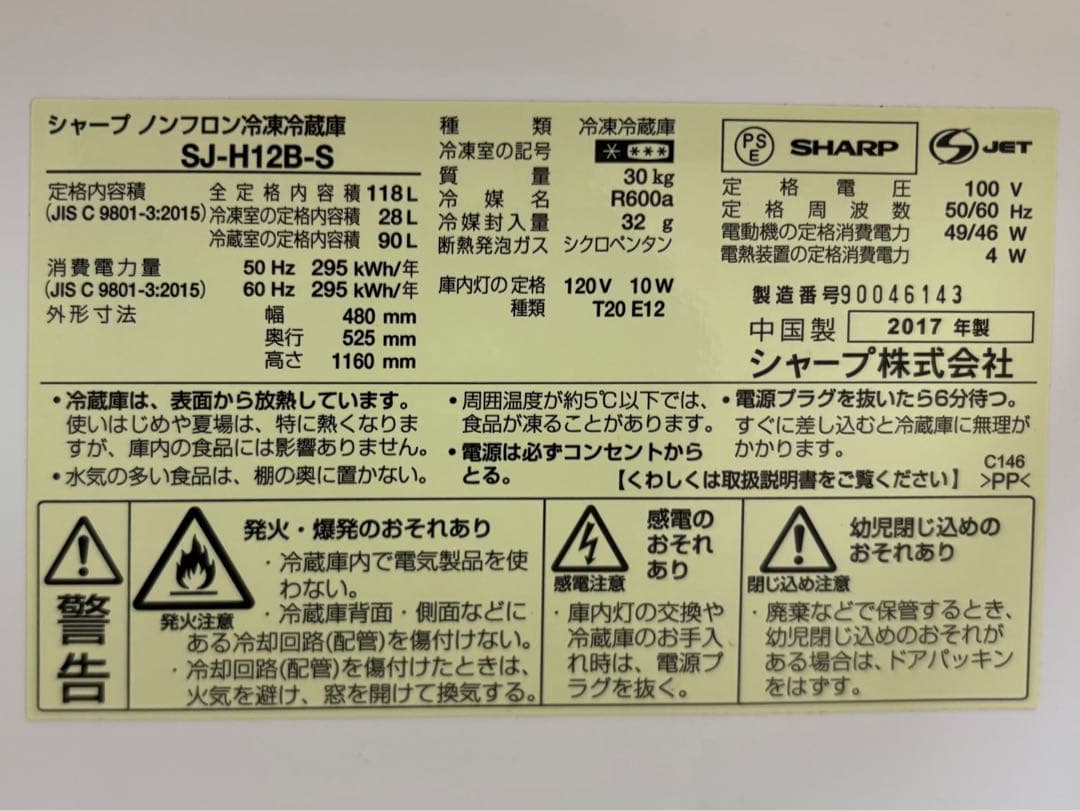 シャープ ノンフロン冷凍冷蔵庫
SJ-H12B-S
定格内容積 全定格内容積 118 L
(JIS C 9801-3:2015) 冷凍室の定格内容積 28 L
冷蔵室の定格内容積 90 L
消費電力量 50 Hz 295 kWh/年
(JIS C 9801-3:2015) 60 Hz 295 kWh/年
外形寸法 幅 480 mm
奥行 525 mm
高さ 1160 mm
種類 冷凍冷蔵庫
冷凍室の記号 * ***
質量 30 kg
冷媒名 R600a
冷媒封入量 32 g
断熱発泡ガス シクロペンタン
庫内灯の定格 120 V 10 W
種類 T20 E12
PS
E
SHARP
S JET
定格電圧 100 V
定格周波数 50/60 Hz
電動機の定格消費電力 49/46 W
電熱装置の定格消費電力 4 W
製造番号 90046143
中国製 2017 年製
シャープ株式会社
・冷蔵庫は、表面から放熱しています。
使いはじめや夏場は、特に熱くなりま
すが、庫内の食品には影響ありません。
・水気の多い食品は、棚の奥に置かない。
・周囲温度が約5℃以下では、
食品が凍ることがあります。
・電源は必ずコンセントから
とる。
・電源プラグを抜いたら6分待つ。
すぐに差し込むと冷蔵庫に無理が
かかります。
C146
【くわしくは取扱説明書をご覧ください】 >PP<
警告
発火注意
発火・爆発のおそれあり
・冷蔵庫内で電気製品を使
わない。
・冷蔵庫背面・側面などに
ある冷却回路(配管)を傷付けない。
・冷却回路(配管)を傷付けたときは、
火気を避け、窓を開けて換気する。
感電注意
感電の
おそれ
あり
・庫内灯の交換や
冷蔵庫のお手入
れ時は、電源プ
ラグを抜く。
閉じ込め注意
幼児閉じ込めの
おそれあり
・廃棄などで保管するとき、
幼児閉じ込めのおそれが
ある場合は、ドアパッキン
をはずす。